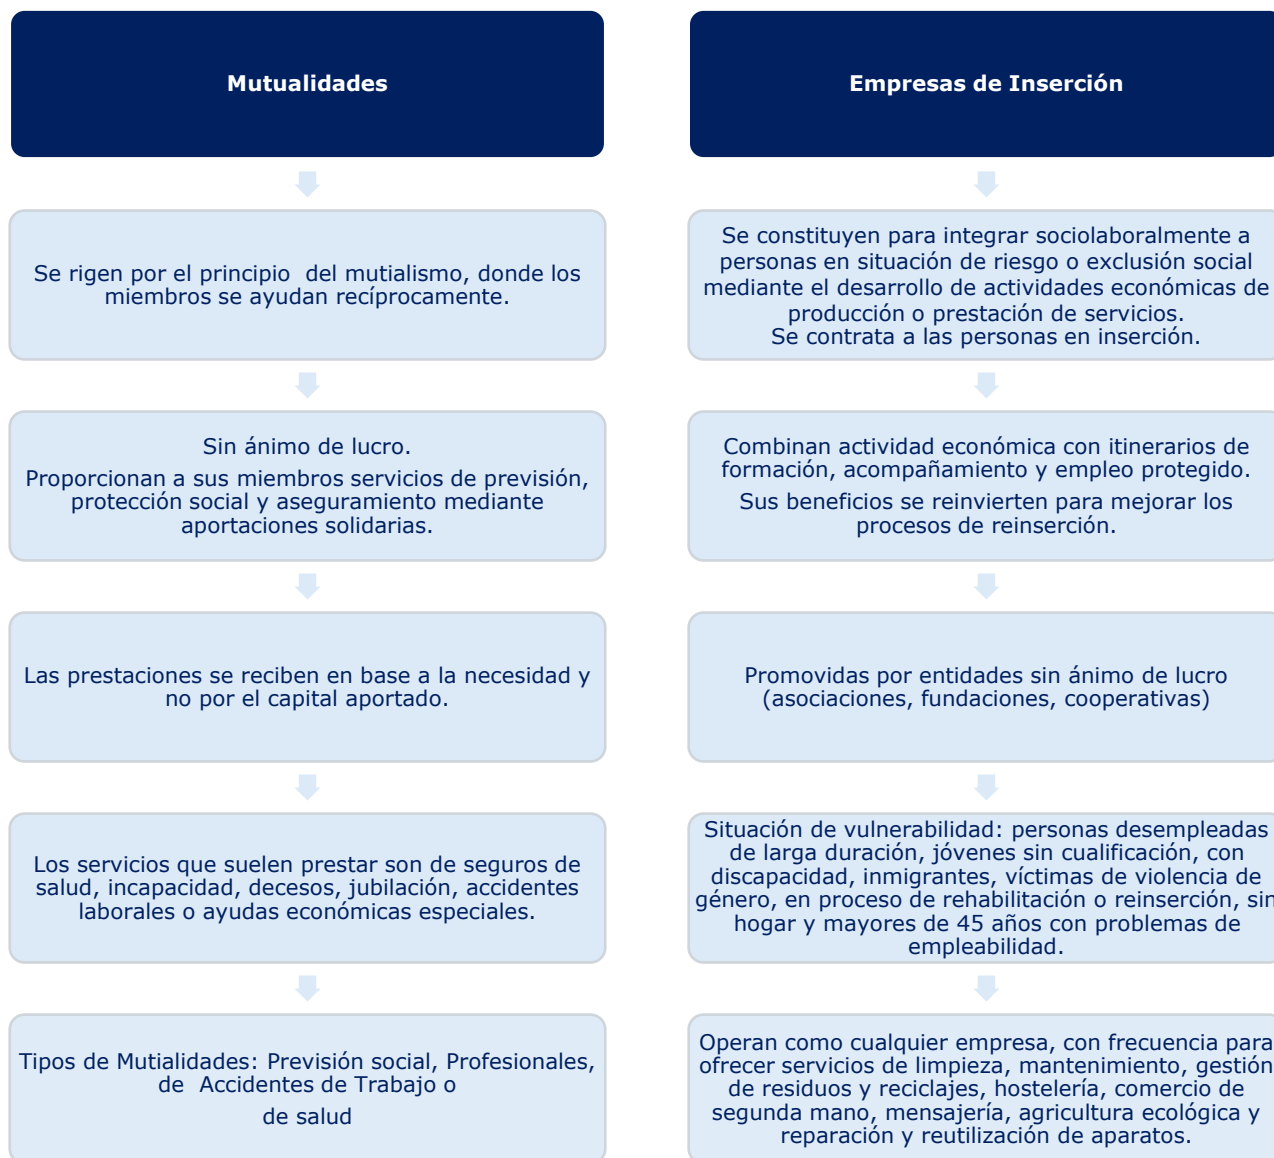 Mutualidades
Se rigen por el principio  del mutialismo, donde los
miembros se ayudan recíprocamente.
Sin ánimo de lucro.
Proporcionan a sus miembros servicios de previsión,
protección social y aseguramiento mediante
aportaciones solidarias.
Las prestaciones se reciben en base a la necesidad y
no por el capital aportado.
Los servicios que suelen prestar son de seguros de
salud, incapacidad, decesos, jubilación, accidentes
laborales o ayudas económicas especiales.
Tipos de Mutialidades: Previsión social, Profesionales,
de  Accidentes de Trabajo o
de salud
Empresas de Inserción
Se constituyen para integrar sociolaboralmente a
personas en situación de riesgo o exclusión social
mediante el desarrollo de actividades económicas de
producción o prestación de servicios.
Se contrata a las personas en inserción.
Combinan actividad económica con itinerarios de
formación, acompañamiento y empleo protegido.
Sus beneficios se reinvierten para mejorar los
procesos de reinserción.
Promovidas por entidades sin ánimo de lucro
(asociaciones, fundaciones, cooperativas)
Situación de vulnerabilidad: personas desempleadas
de larga duración, jóvenes sin cualificación, con
discapacidad, inmigrantes, víctimas de violencia de
género, en proceso de rehabilitación o reinserción, sin
hogar y mayores de 45 años con problemas de
empleabilidad.
Operan como cualquier empresa, con frecuencia para
ofrecer servicios de limpieza, mantenimiento, gestión
de residuos y reciclajes, hostelería, comercio de
segunda mano, mensajería, agricultura ecológica y
reparación y reutilización de aparatos.